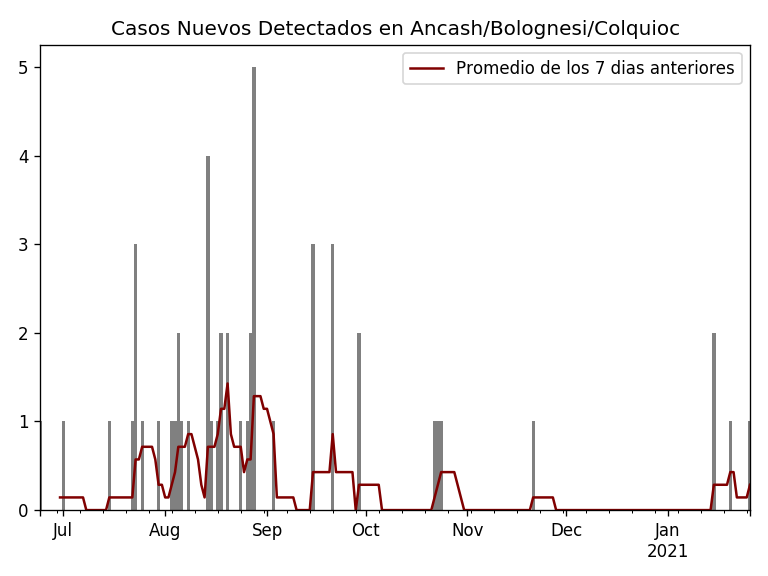 Casos Nuevos Detectados en Ancash/Bolognesi/Colquioc
Promedio de los 7 dias anteriores
5
4
3
2
1
0
Jul Aug Sep Oct Nov Dec Jan
2021